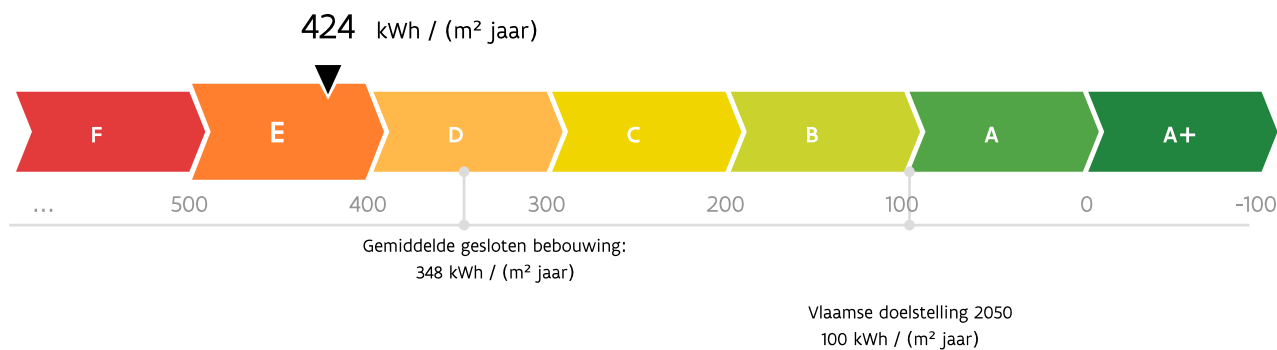 424 kWh / (m² jaar)
F E D C B A A+
... 500 400 300 200 100 0 -100
Gemiddelde gesloten bebouwing:
348 kWh / (m² jaar)
Vlaamse doelstelling 2050
100 kWh / (m² jaar)